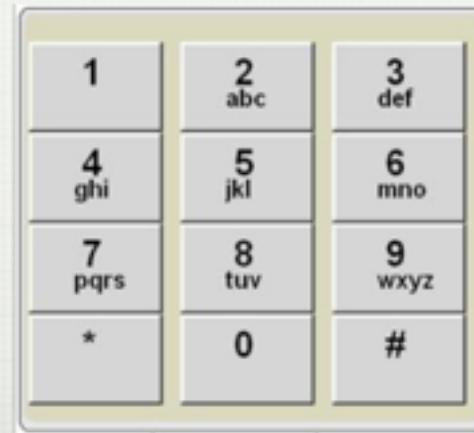 1 2 3
abc def
4 5 6
ghi jkl mno
7 8 9
pqrs tuv wxyz
* 0 #